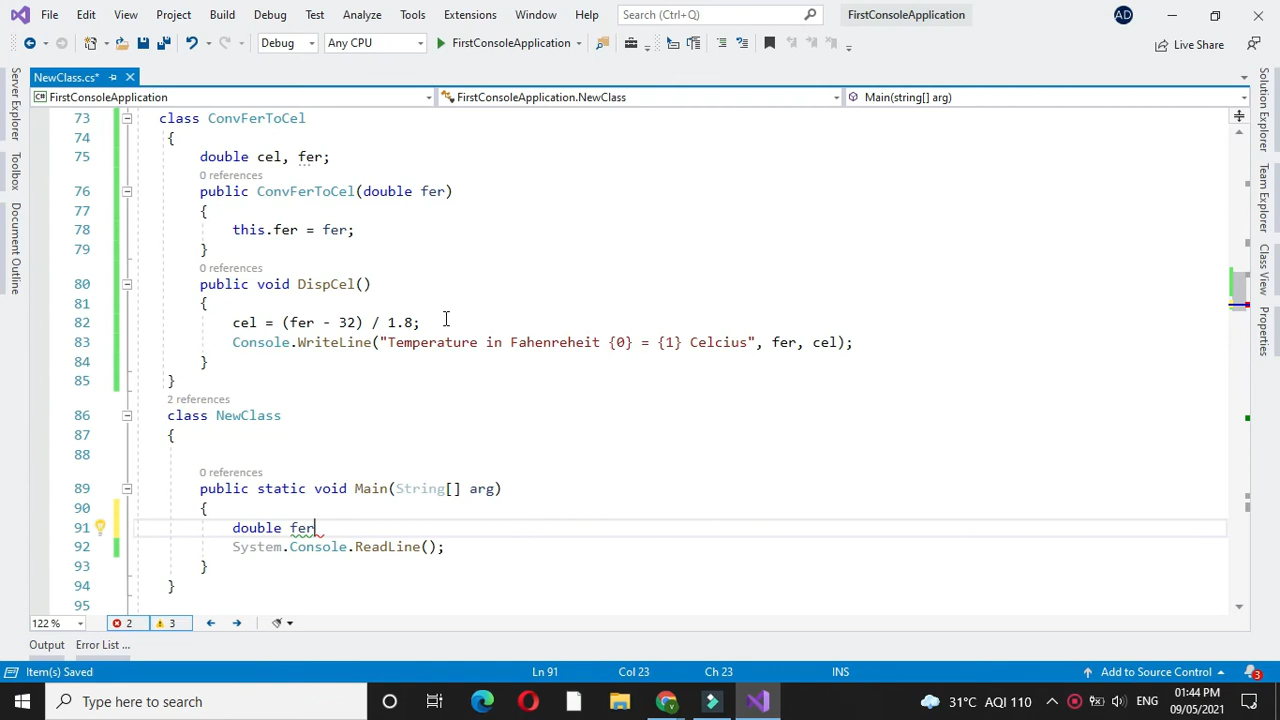 File Edit View Project Build Debug Test Analyze Tools Extensions Window Help Search (Ctrl+Q) FirstConsoleApplication AD
Debug Any CPU FirstConsoleApplication Live Share
NewClass.cs*
FirstConsoleApplication FirstConsoleApplication.NewClass Main(string[] arg)
Server Explorer
Toolbox
Document Outline
73 class ConvFerToCel
74 {
75 double cel, fer;
0 references
76 public ConvFerToCel(double fer)
77 {
78 this.fer = fer;
79 }
0 references
80 public void DispCel()
81 {
82 cel = (fer - 32) / 1.8;
83 Console.WriteLine("Temperature in Fahenreheit {0} = {1} Celcius", fer, cel);
84 }
85 }
2 references
86 class NewClass
87 {
88
0 references
89 public static void Main(String[] arg)
90 {
91 double fer
92 System.Console.ReadLine();
93 }
94 }
95
Solution Explorer
Team Explorer
Class View
Properties
122 % 2 3
Output Error List ...
Item(s) Saved Ln 91 Col 23 Ch 23 INS Add to Source Control 3
Type here to search 31°C AQI 110 ENG 01:44 PM
09/05/2021